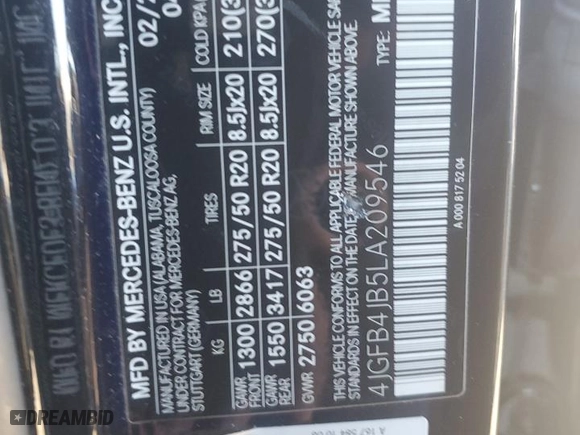 MFD BY MERCEDES-BENZ U.S. INTL., INC
02/
MANUFACTURED IN USA (ALABAMA, TUSCALOOSA COUNTY)
UNDER LICENSE FOR MERCEDES-BENZ AG,
STUTTGART (GERMANY)
KG LB TIRES RIM SIZE COLD KPA
GAWR FRONT 1300 2866 275/50 R20 8.5Jx20 210(3
GAWR REAR 1550 3417 275/50 R20 8.5Jx20 270(3
GVWR 2750 6063
THIS VEHICLE CONFORMS TO ALL APPLICABLE FEDERAL MOTOR VEHICLE SA
IN EFFECT ON THE DATE OF MANUFACTURE SHOWN ABOVE
4JGFB4JB5LA209546 TYPE:
A 000 817 52 04
DREAMBID.COM